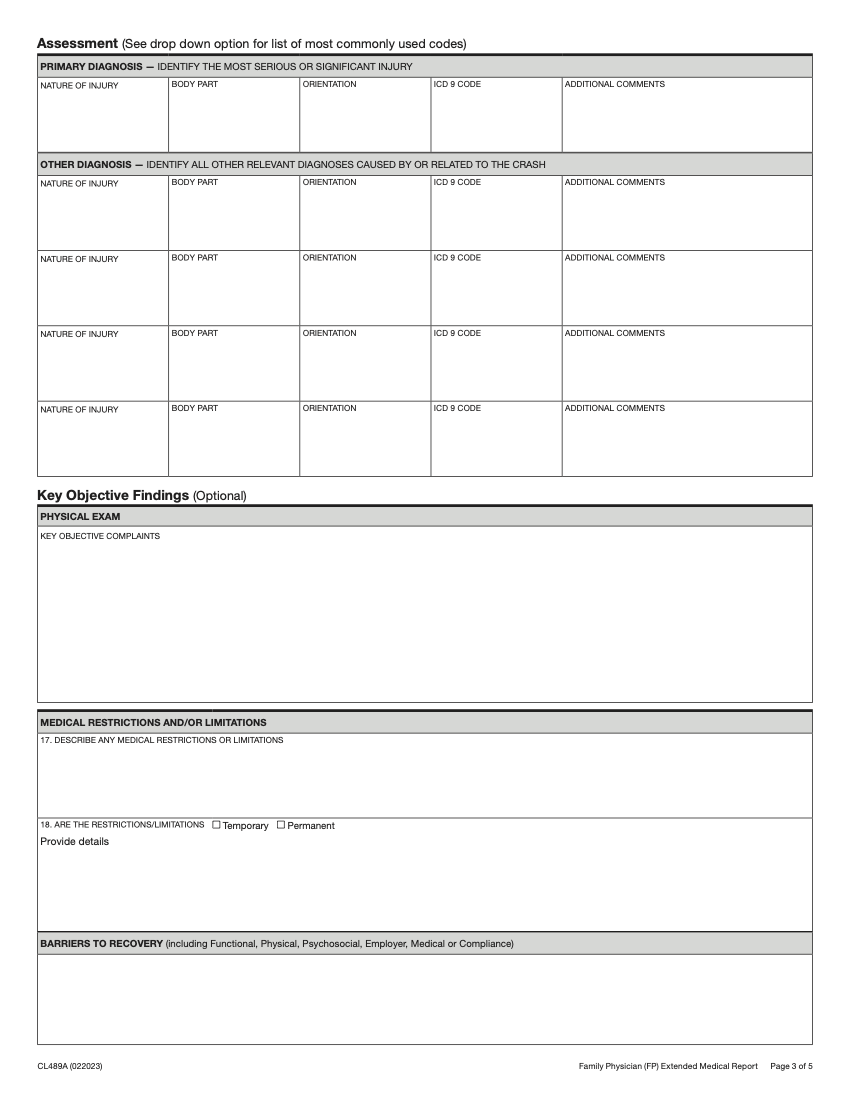 Assessment (See drop down option for list of most commonly used codes)
PRIMARY DIAGNOSIS — IDENTIFY THE MOST SERIOUS OR SIGNIFICANT INJURY
NATURE OF INJURY BODY PART ORIENTATION ICD 9 CODE ADDITIONAL COMMENTS
OTHER DIAGNOSIS — IDENTIFY ALL OTHER RELEVANT DIAGNOSES CAUSED BY OR RELATED TO THE CRASH
NATURE OF INJURY BODY PART ORIENTATION ICD 9 CODE ADDITIONAL COMMENTS
NATURE OF INJURY BODY PART ORIENTATION ICD 9 CODE ADDITIONAL COMMENTS
NATURE OF INJURY BODY PART ORIENTATION ICD 9 CODE ADDITIONAL COMMENTS
NATURE OF INJURY BODY PART ORIENTATION ICD 9 CODE ADDITIONAL COMMENTS
Key Objective Findings (Optional)
PHYSICAL EXAM
KEY OBJECTIVE COMPLAINTS
MEDICAL RESTRICTIONS AND/OR LIMITATIONS
17. DESCRIBE ANY MEDICAL RESTRICTIONS OR LIMITATIONS
18. ARE THE RESTRICTIONS/LIMITATIONS ☐ Temporary ☐ Permanent
Provide details
BARRIERS TO RECOVERY (including Functional, Physical, Psychosocial, Employer, Medical or Compliance)
CL489A (022023) Family Physician (FP) Extended Medical Report Page 3 of 5